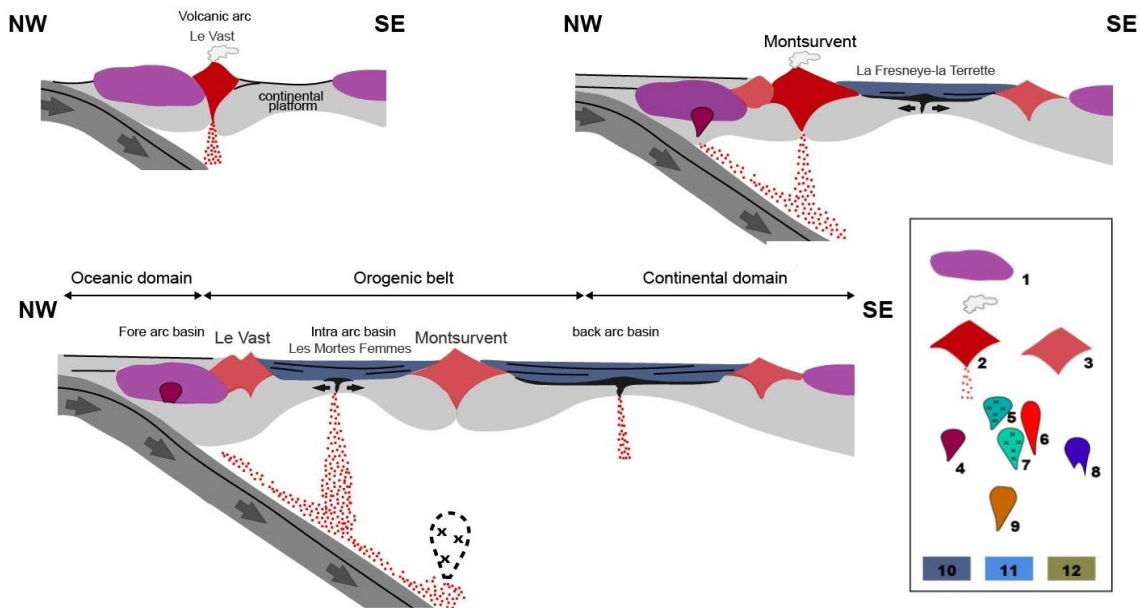 NW
Volcanic arc
Le Vast
SE
continental
platform
NW
Montsurvent
La Fresneye-la Terrette
SE
Oceanic domain
Orogenic belt
Continental domain
NW
SE
Fore arc basin
Le Vast
Intra arc basin
Les Mortes Femmes
Montsurvent
back arc basin
1
2
3
4
5
6
7
8
9
10
11
12